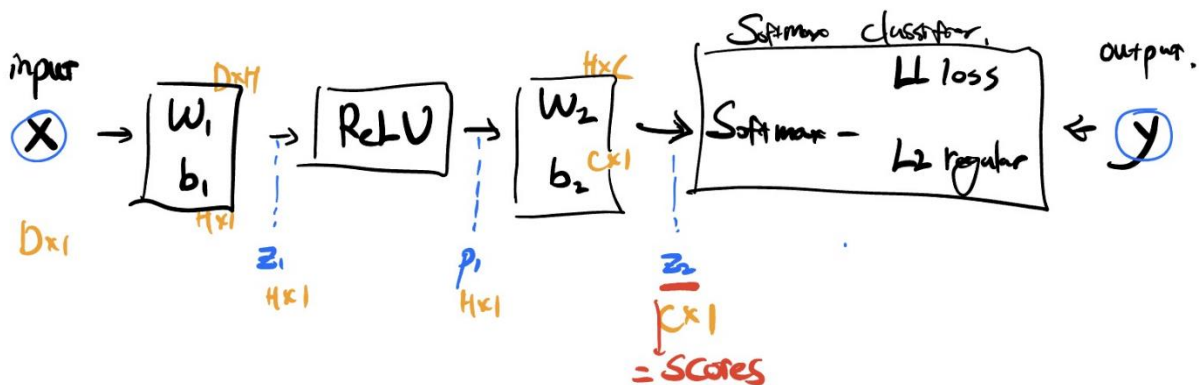 Softmax classifier.
input
D×H
H×C
LL loss
output.
X
W1
ReLU
W2
Softmax -
y
b1
b2
C×1
L2 regular
H×1
D×1
Z1
P1
Z2
H×1
H×1
C×1
= scores